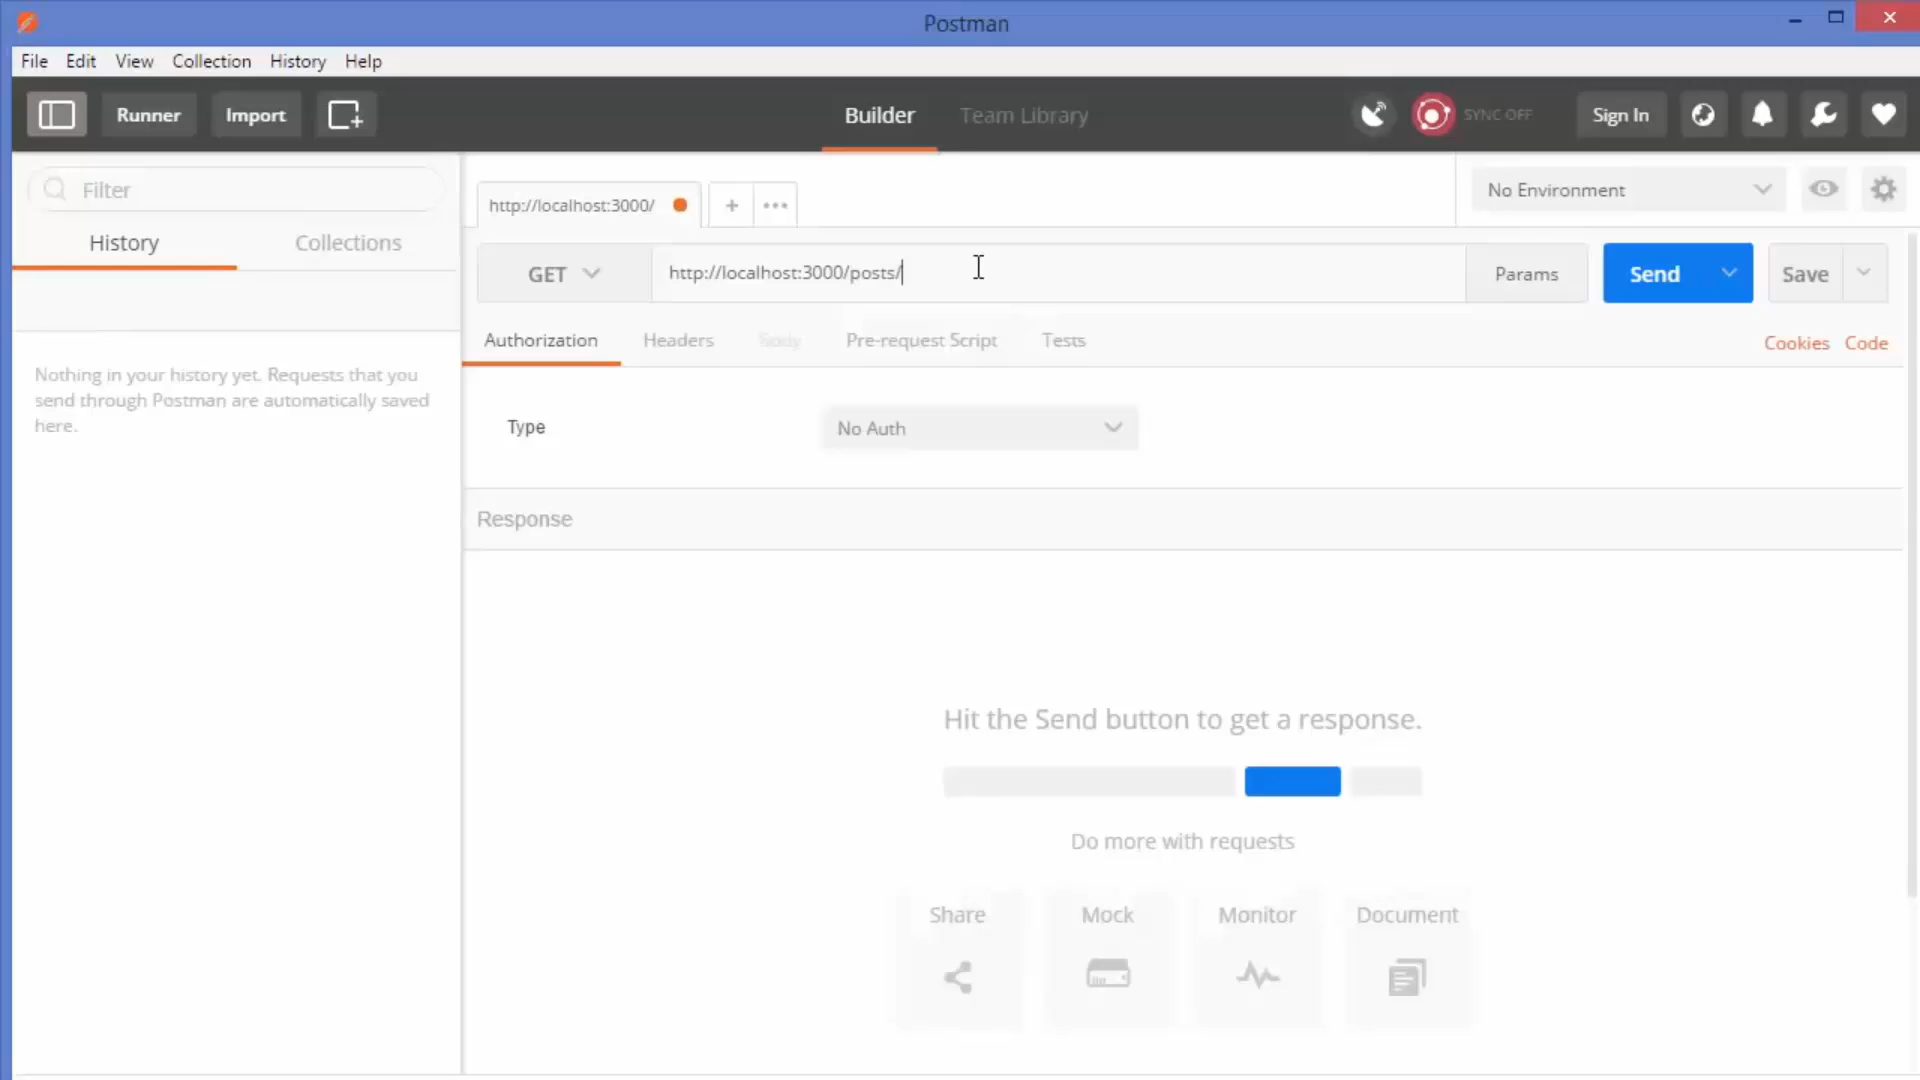 Postman
File Edit View Collection History Help
Runner Import Builder Team Library SYNC OFF Sign In
Filter
History Collections
Nothing in your history yet. Requests that you
send through Postman are automatically saved
here.
http://localhost:3000/ + •••
No Environment
GET http://localhost:3000/posts/ Params Send Save
Authorization Headers Body Pre-request Script Tests Cookies Code
Type No Auth
Response
Hit the Send button to get a response.
Do more with requests
Share Mock Monitor Document